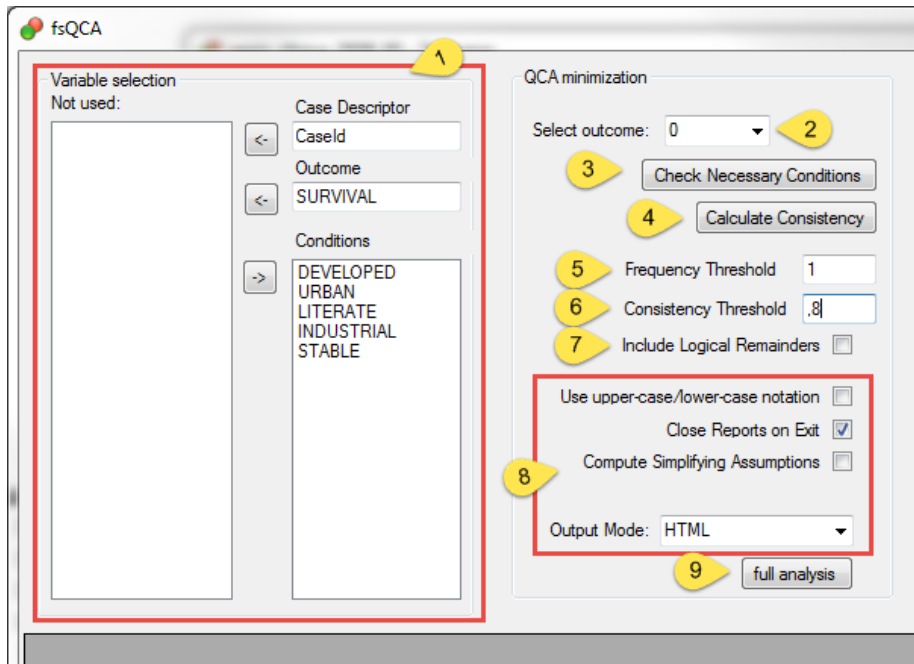 fsQCA
1
Variable selection
Not used:
Case Descriptor
<-
CaseId
Outcome
<-
SURVIVAL
Conditions
->
DEVELOPED
URBAN
LITERATE
INDUSTRIAL
STABLE
QCA minimization
Select outcome: 0 2
3 Check Necessary Conditions
4 Calculate Consistency
5 Frequency Threshold 1
6 Consistency Threshold ,8
7 Include Logical Remainders
Use upper-case/lower-case notation
Close Reports on Exit
Compute Simplifying Assumptions
8
Output Mode: HTML
9 full analysis